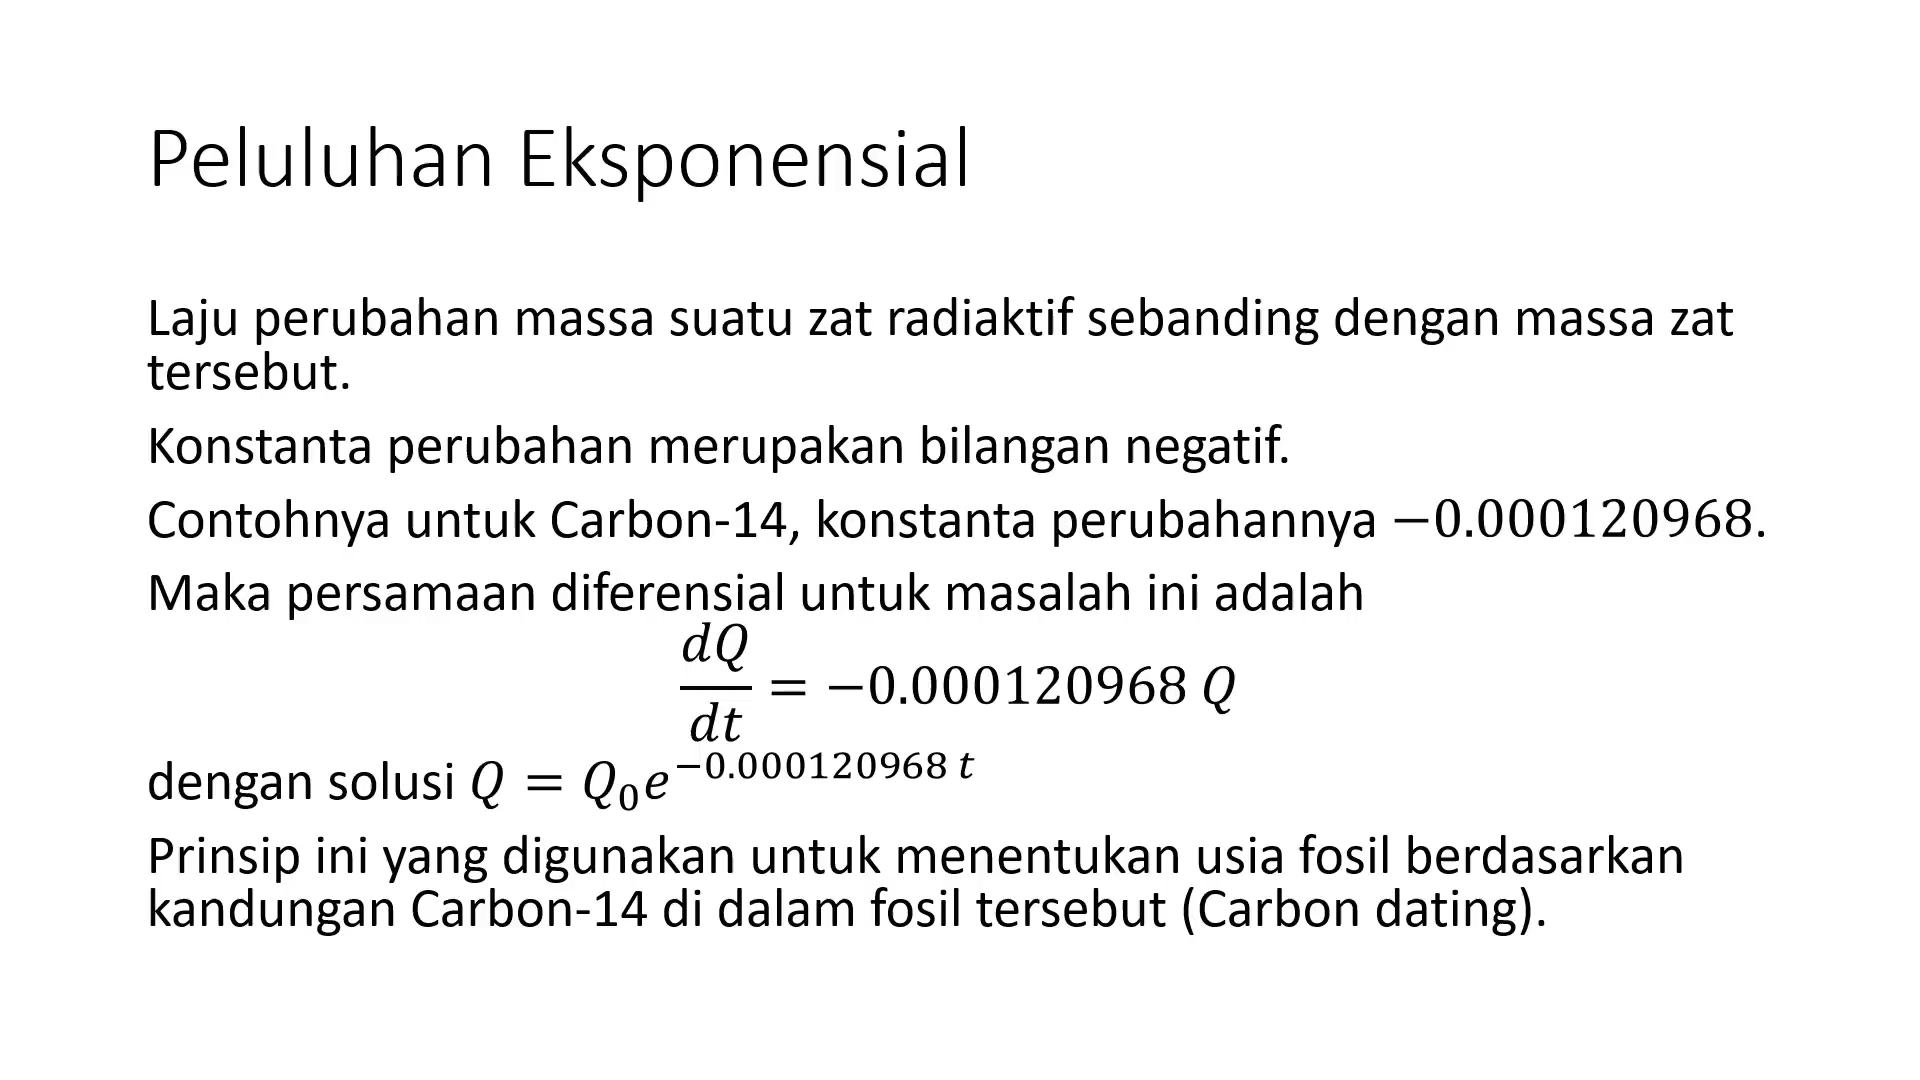 Peluluhan Eksponensial
Laju perubahan massa suatu zat radiaktif sebanding dengan massa zat
tersebut.
Konstanta perubahan merupakan bilangan negatif.
Contohnya untuk Carbon-14, konstanta perubahannya −0.000120968.
Maka persamaan diferensial untuk masalah ini adalah
dQ/dt = −0.000120968 Q
dengan solusi Q = Q₀e^(−0.000120968 t)
Prinsip ini yang digunakan untuk menentukan usia fosil berdasarkan
kandungan Carbon-14 di dalam fosil tersebut (Carbon dating).